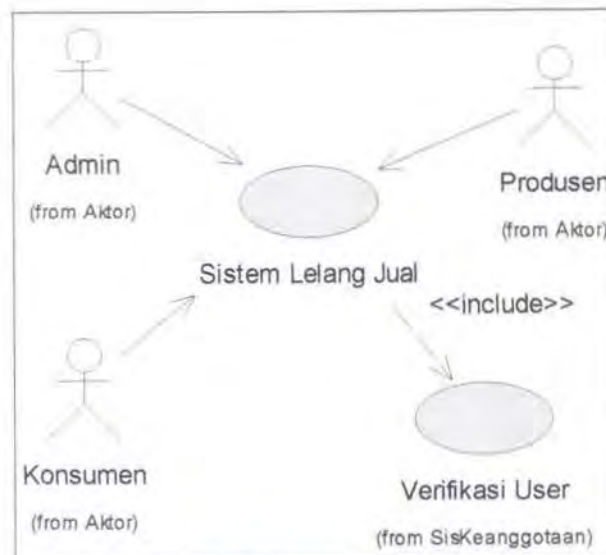 Admin
(from Aktor)
Produsen
(from Aktor)
Sistem Lelang Jual
<<include>>
Konsumen
(from Aktor)
Verifikasi User
(from SisKeanggotaan)